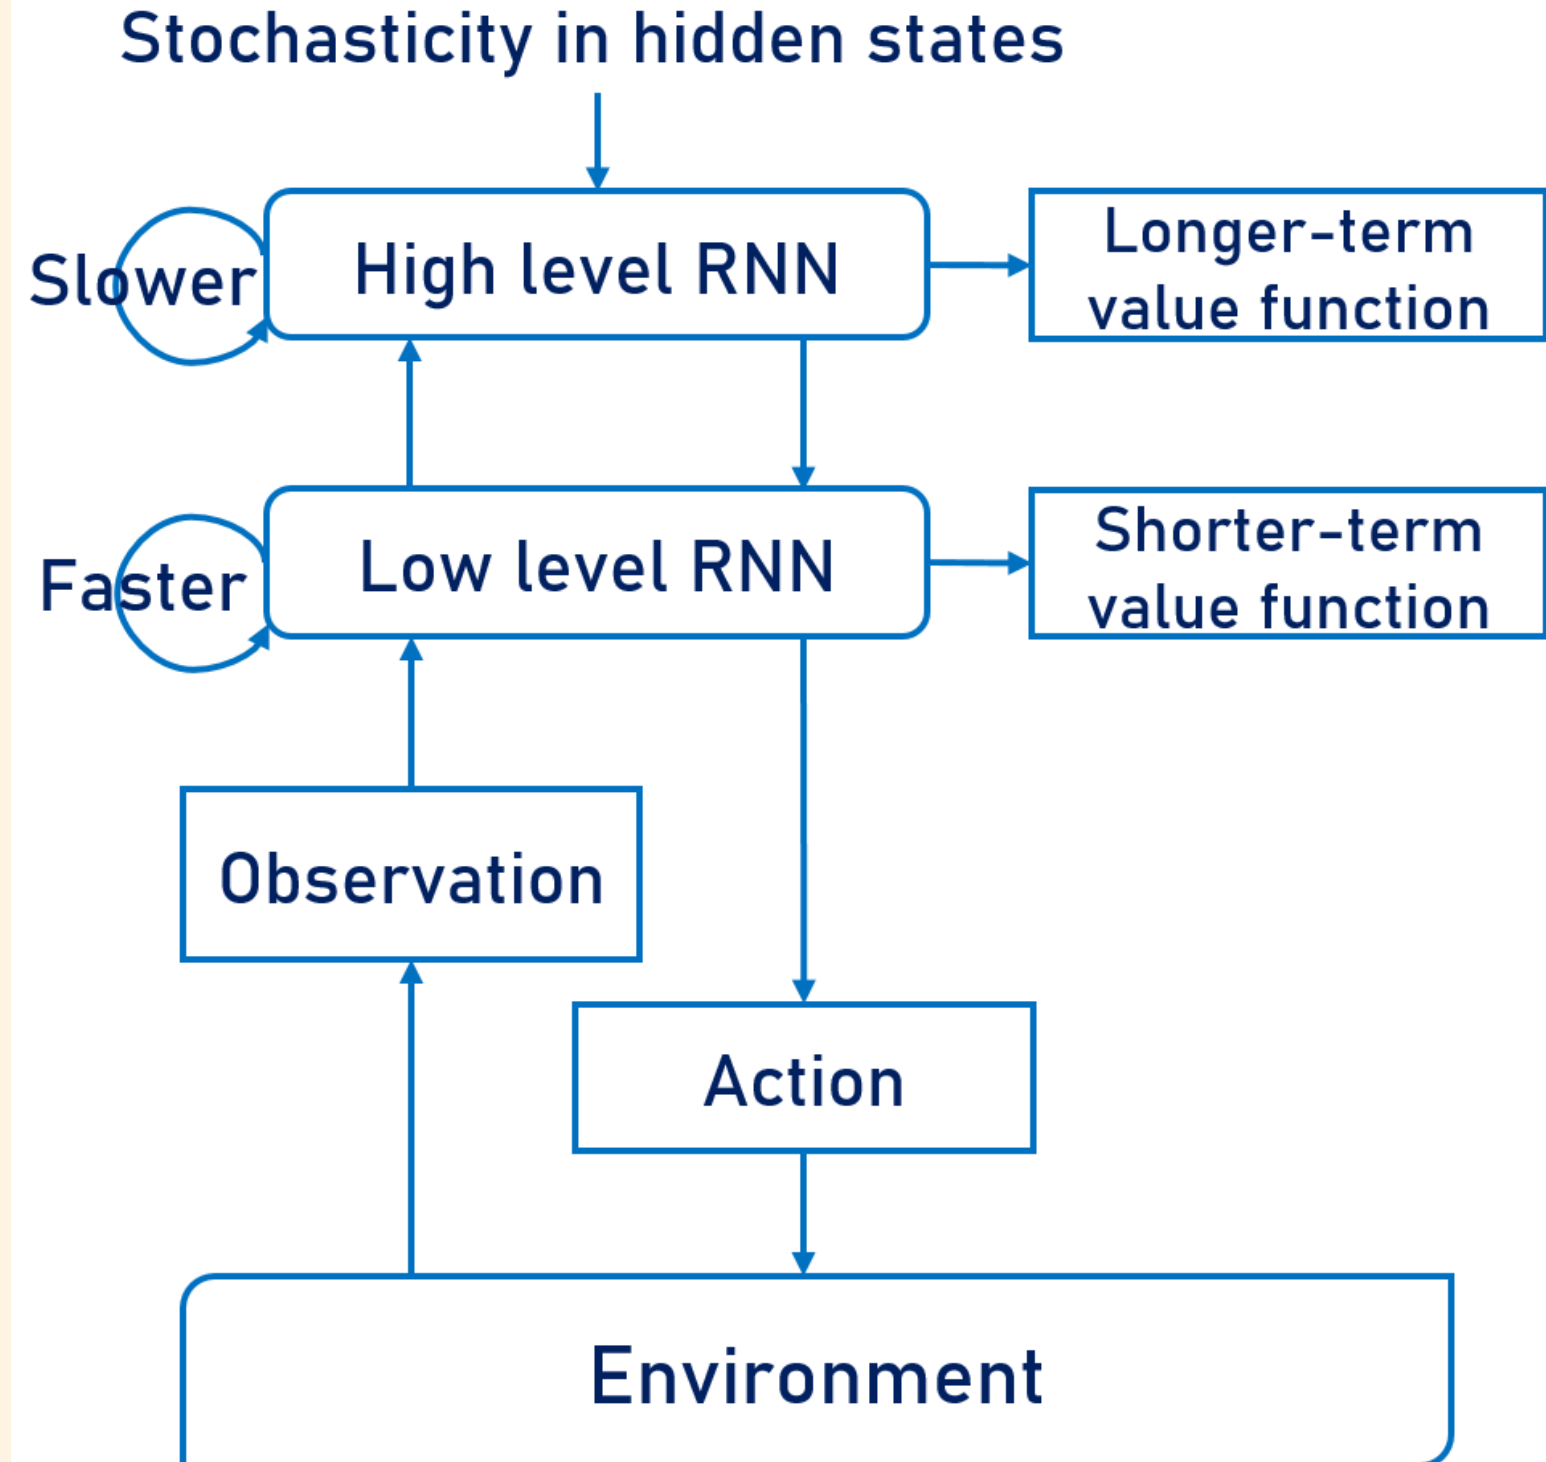 Stochasticity in hidden states
Slower
High level RNN
Longer-term
value function
Faster
Low level RNN
Shorter-term
value function
Observation
Action
Environment